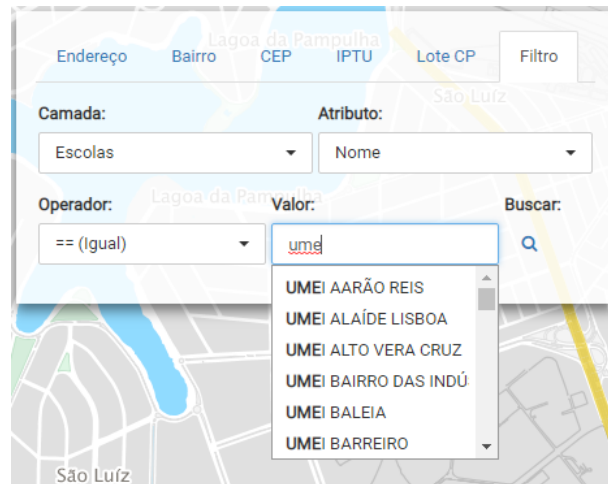 Lagoa da Pampulha
Endereço Bairro CEP IPTU Lote CP Filtro
São Luíz
Camada: Atributo:
Escolas Nome
Lagoa da Pampulha
Operador: Valor: Buscar:
== (Igual) ume
UMEI AARÃO REIS
UMEI ALAÍDE LISBOA
UMEI ALTO VERA CRUZ
UMEI BAIRRO DAS INDÚ
UMEI BALEIA
UMEI BARREIRO
São Luíz